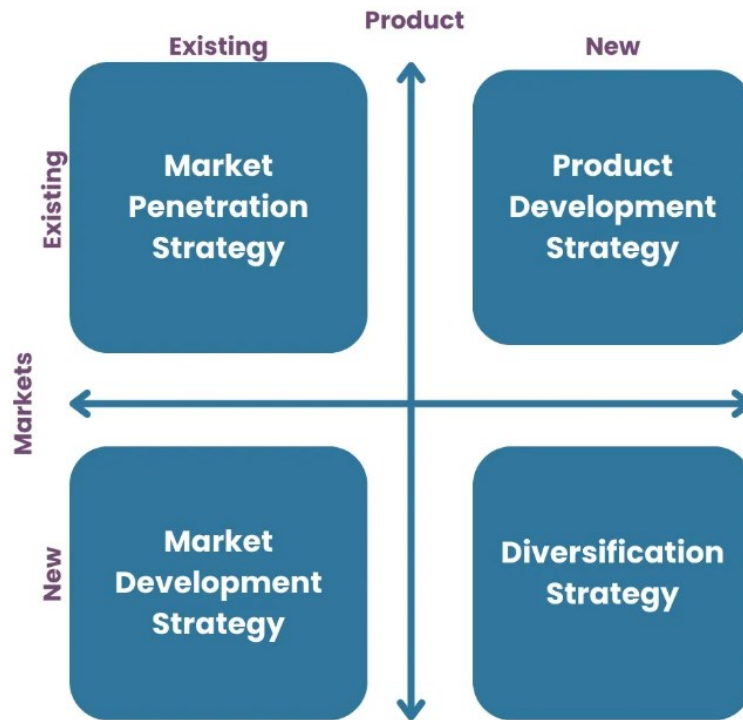 Product
Existing
New
Existing
Market
Penetration
Strategy
Product
Development
Strategy
Markets
New
Market
Development
Strategy
Diversification
Strategy